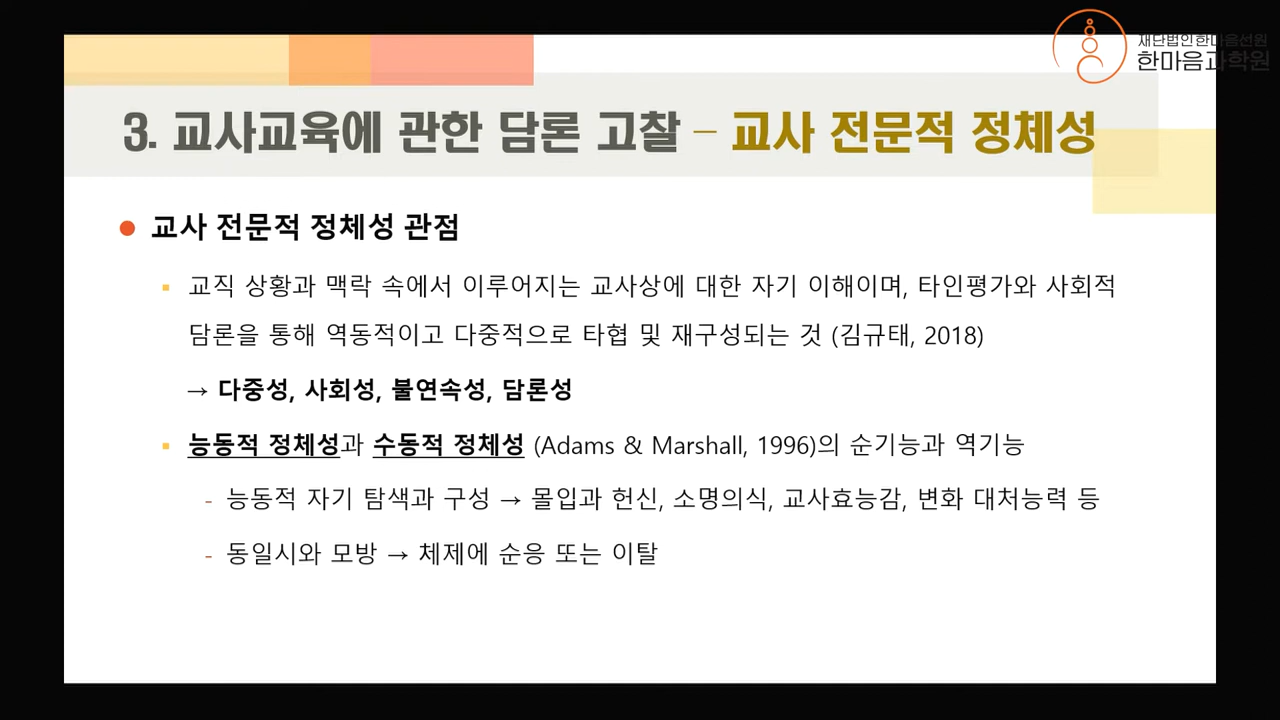 재단법인한마음선원
한마음과학원
3. 교사교육에 관한 담론 고찰 – 교사 전문적 정체성
● 교사 전문적 정체성 관점
▪ 교직 상황과 맥락 속에서 이루어지는 교사상에 대한 자기 이해이며, 타인평가와 사회적
담론을 통해 역동적이고 다중적으로 타협 및 재구성되는 것 (김규태, 2018)
→ 다중성, 사회성, 불연속성, 담론성
▪ 능동적 정체성과 수동적 정체성 (Adams & Marshall, 1996)의 순기능과 역기능
- 능동적 자기 탐색과 구성 → 몰입과 헌신, 소명의식, 교사효능감, 변화 대처능력 등
- 동일시와 모방 → 체제에 순응 또는 이탈